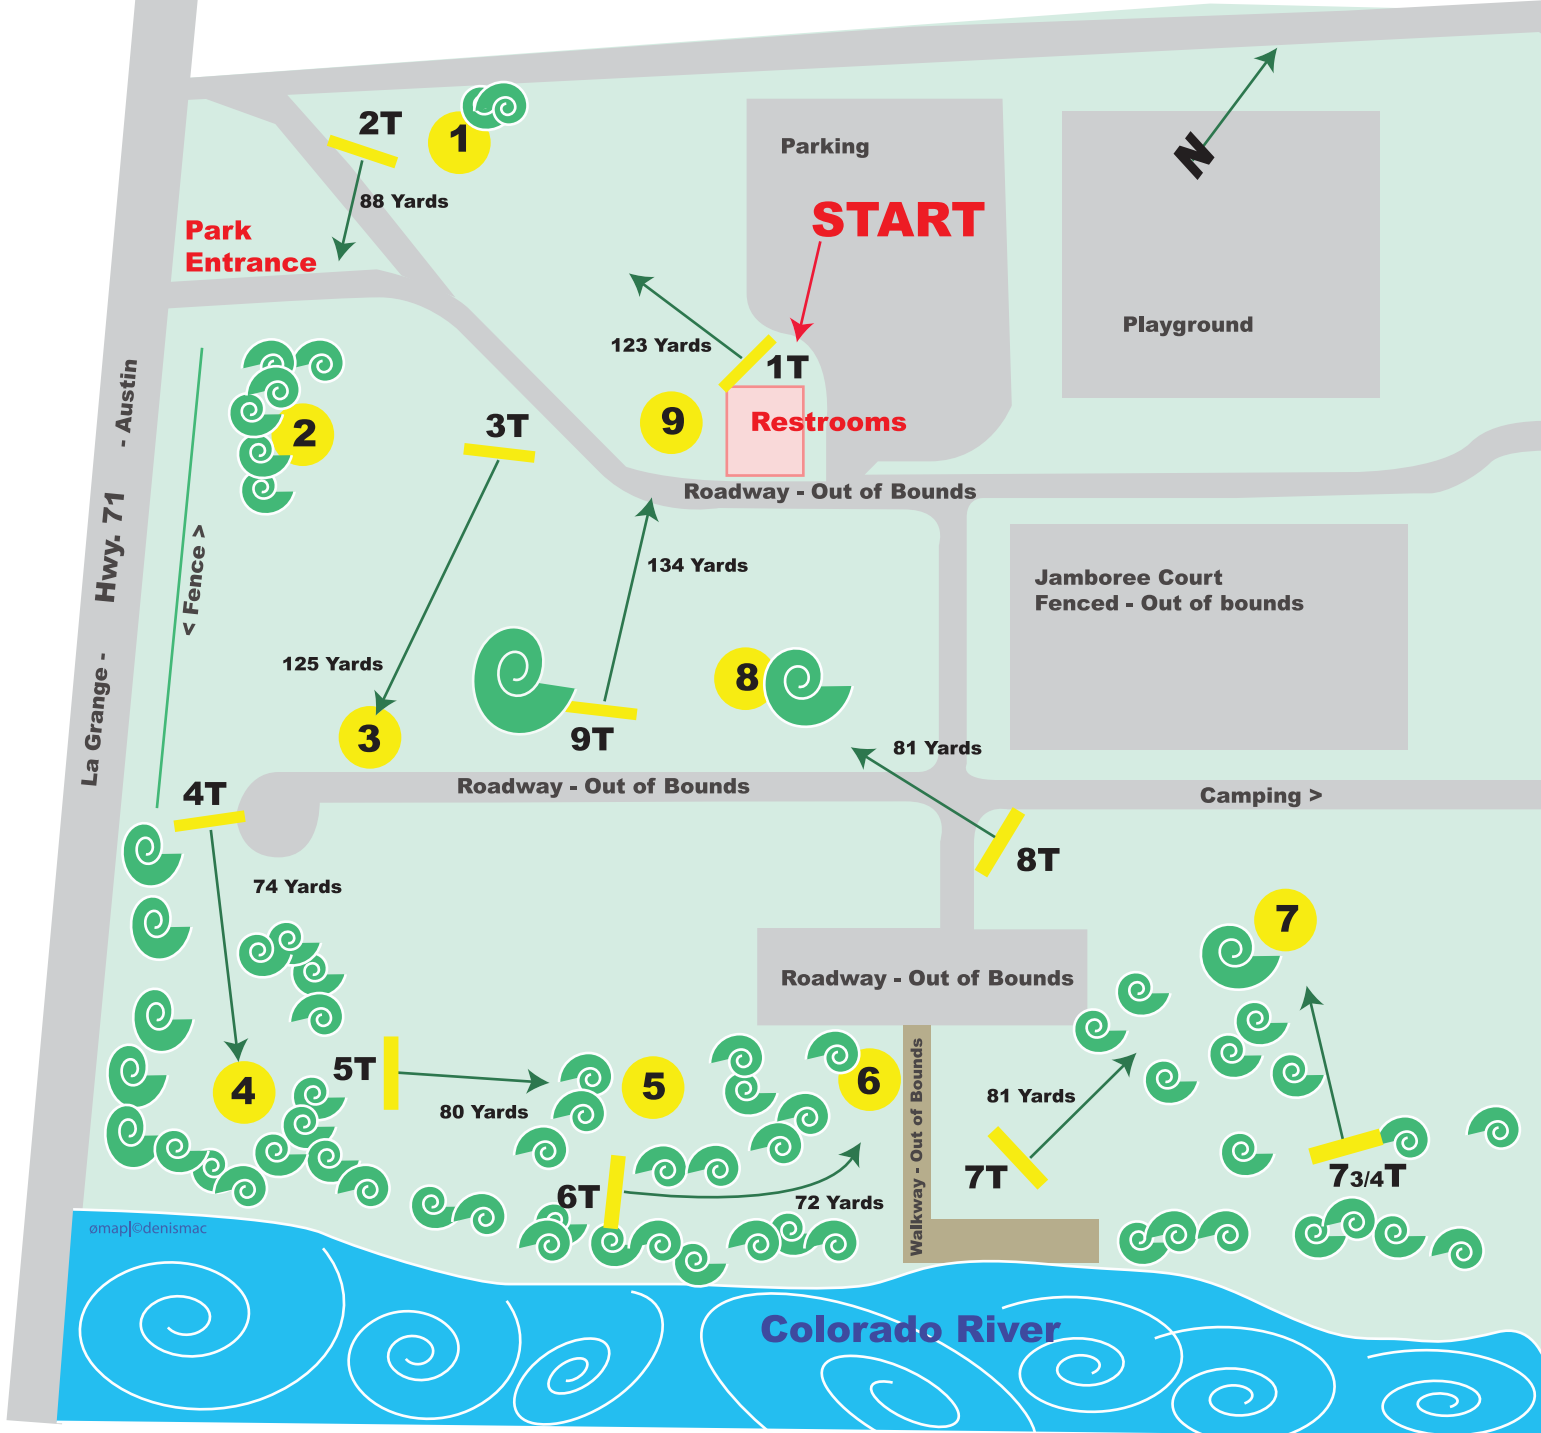 2T
1
88 Yards
Park
Entrance
Parking
START
N
Playground
123 Yards
1T
9
Restrooms
Roadway - Out of Bounds
2
3T
- Austin
Hwy. 71
La Grange -
< Fence >
134 Yards
125 Yards
Jamboree Court
Fenced - Out of bounds
8
3
9T
81 Yards
Roadway - Out of Bounds
Camping >
4T
74 Yards
8T
7
Roadway - Out of Bounds
5T
4
80 Yards
5
6
Walkway - Out of Bounds
81 Yards
7T
73/4T
6T
72 Yards
ømap|©denismac
Colorado River